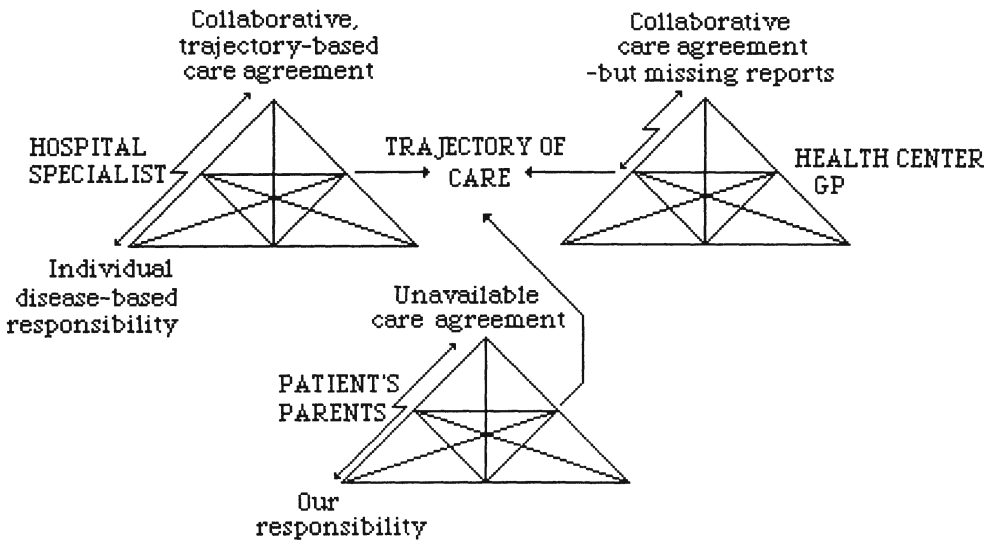 Collaborative,
trajectory-based
care agreement
Collaborative
care agreement
-but missing reports
HOSPITAL
SPECIALIST
TRAJECTORY OF
CARE
HEALTH CENTER
GP
Individual
disease-based
responsibility
Unavailable
care agreement
PATIENT'S
PARENTS
Our
responsibility